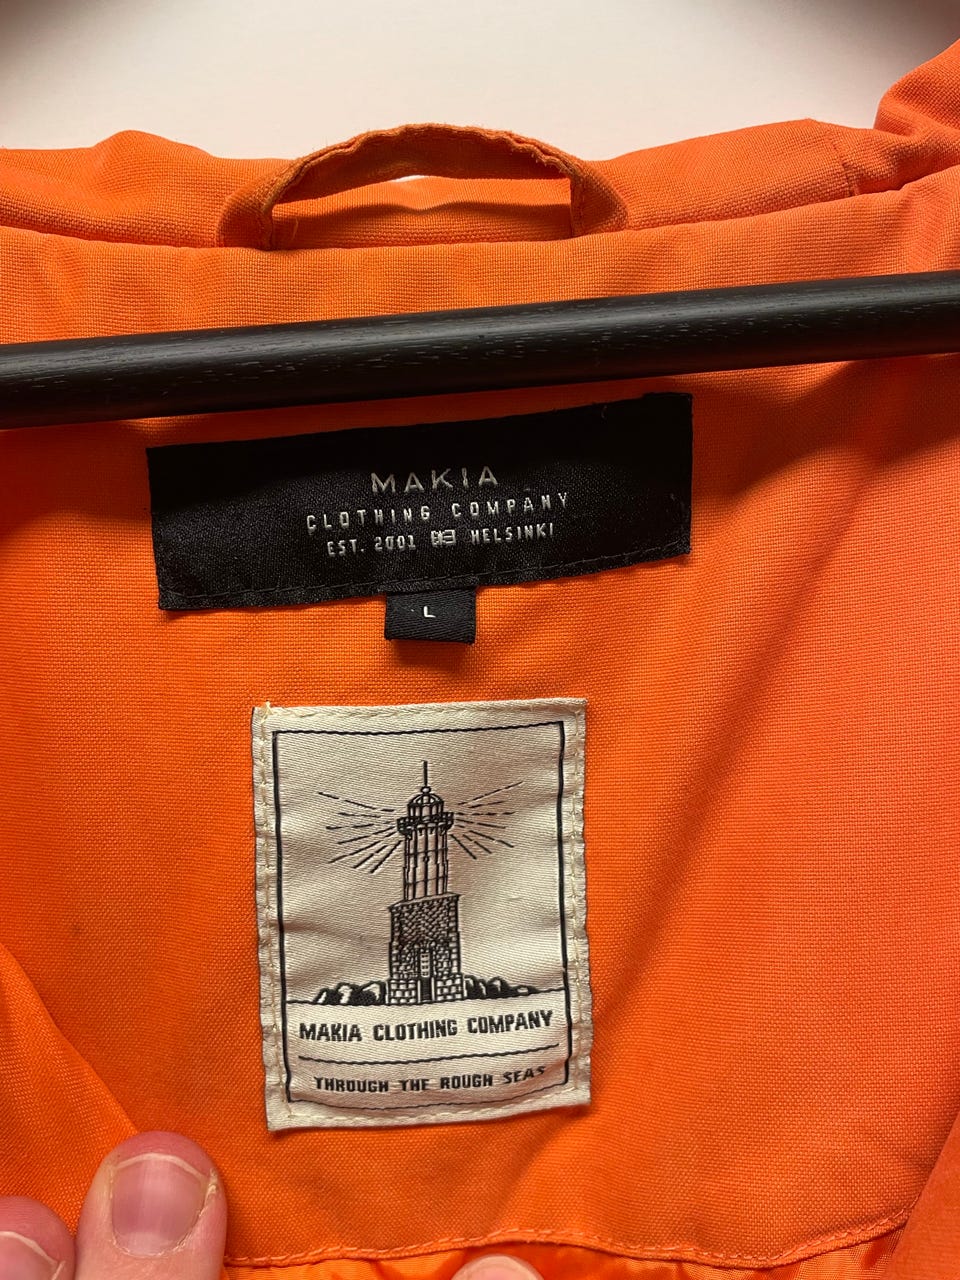 MAKIA
CLOTHING COMPANY
EST. 2001 HELSINKI
L
MAKIA CLOTHING COMPANY
THROUGH THE ROUGH SEAS